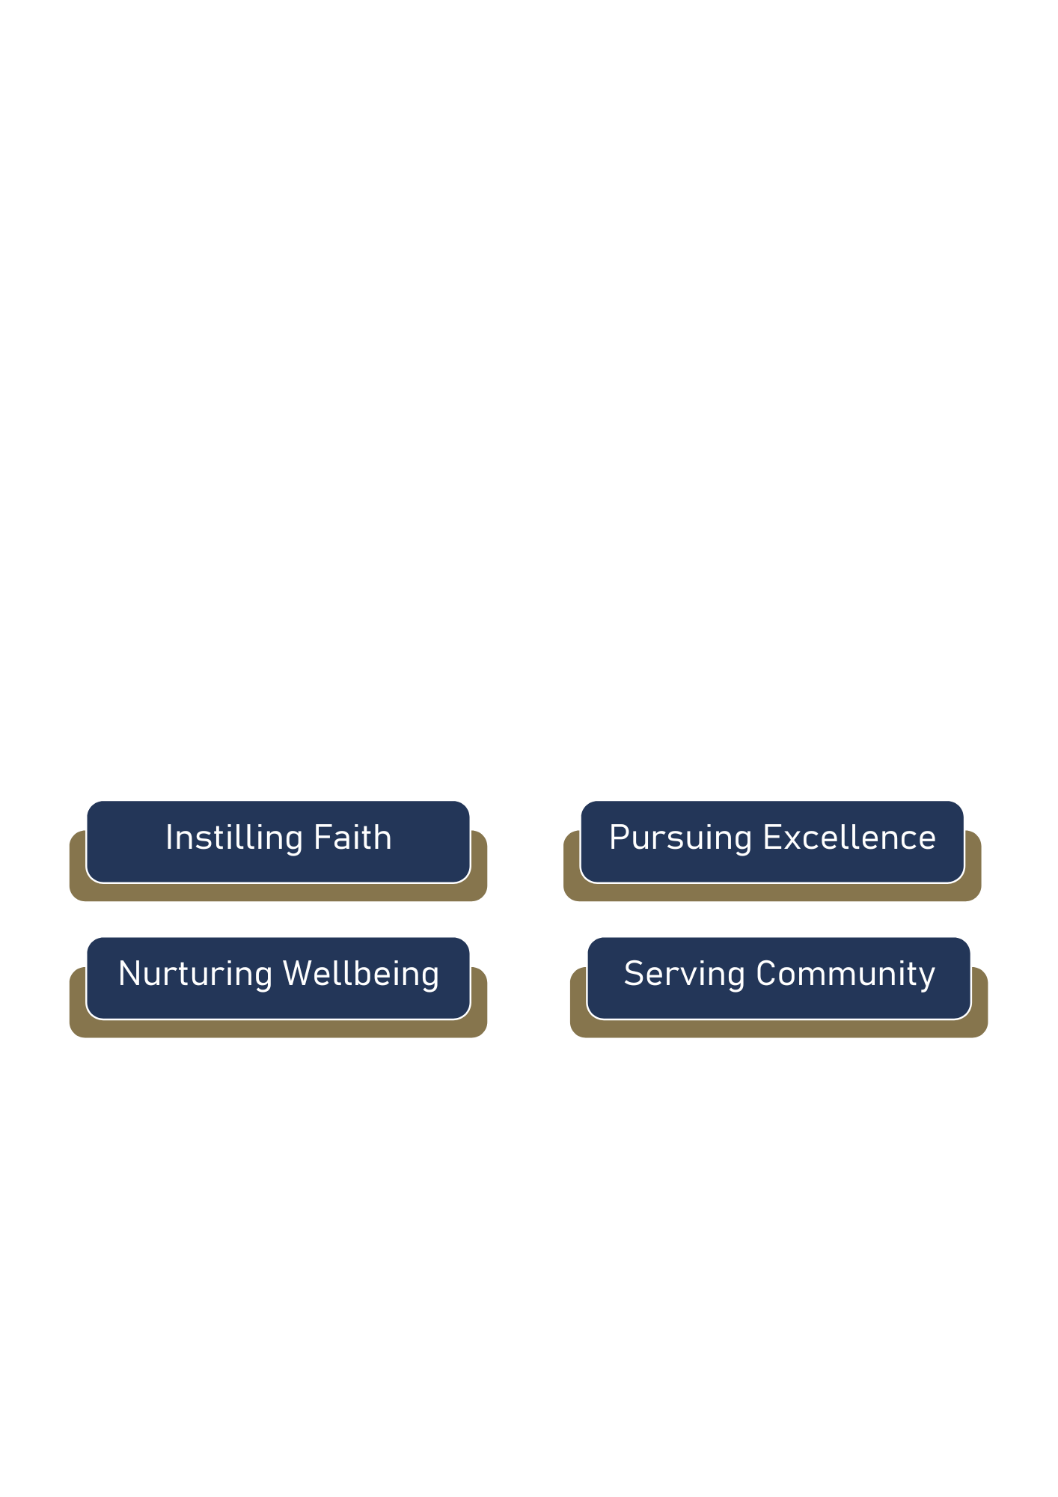 Instilling Faith
Pursuing Excellence
Nurturing Wellbeing
Serving Community